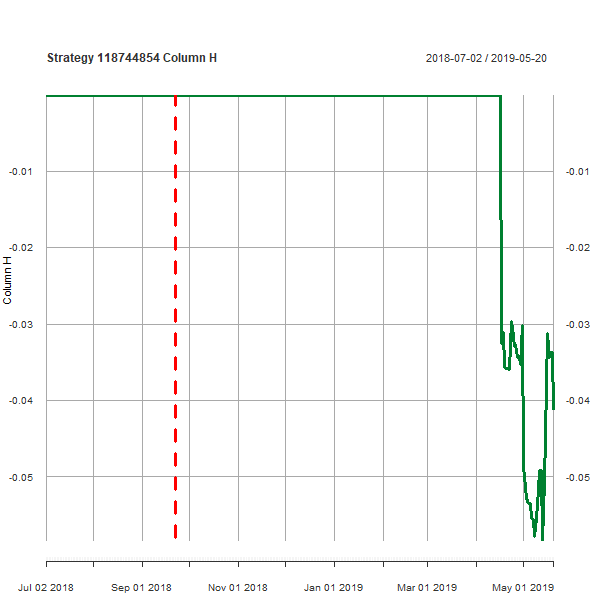 Strategy 118744854 Column H 2018-07-02 / 2019-05-20
-0.01 -0.01
-0.02 -0.02
Column H
-0.03 -0.03
-0.04 -0.04
-0.05 -0.05
Jul 02 2018 Sep 01 2018 Nov 01 2018 Jan 01 2019 Mar 01 2019 May 01 2019